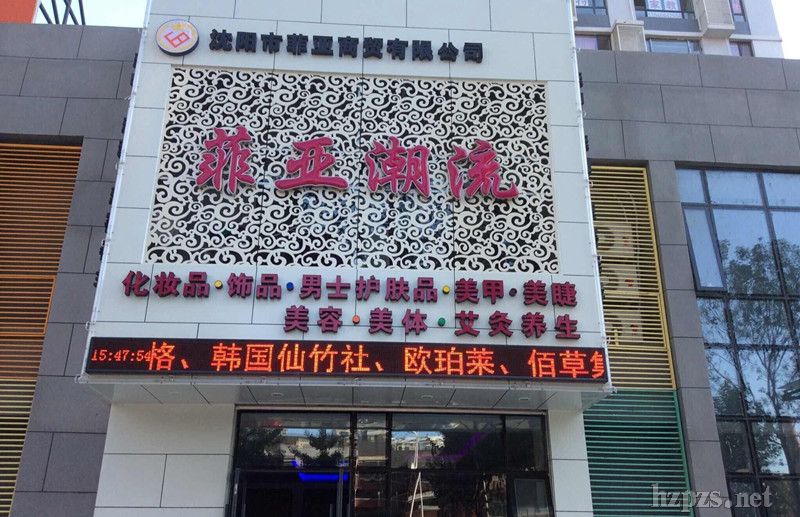 沈阳市菲亚商贸有限公司
菲亚潮流
化妆品·饰品·男士护肤品·美甲·美睫
美容·美体·艾灸养生
15:47:54 格、韩国仙竹社、欧珀莱、佰草集
hzpzs.net